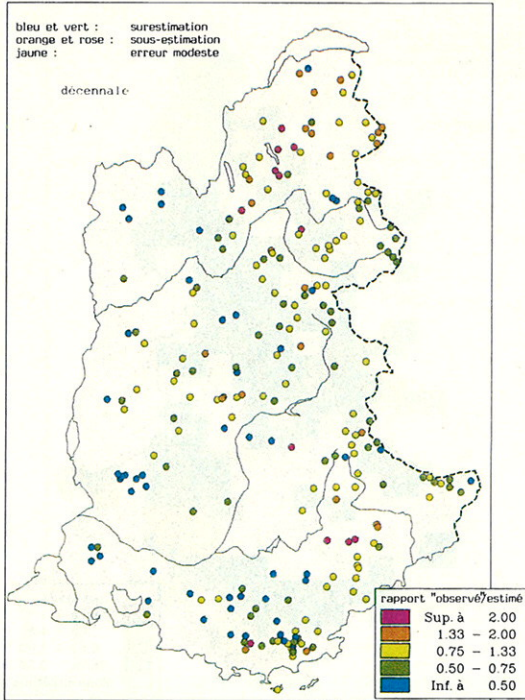 bleu et vert : surestimation
orange et rose : sous-estimation
jaune : erreur modeste
décennale
rapport "observé"/estimé
Sup. à 2.00
1.33 - 2.00
0.75 - 1.33
0.50 - 0.75
Inf. à 0.50